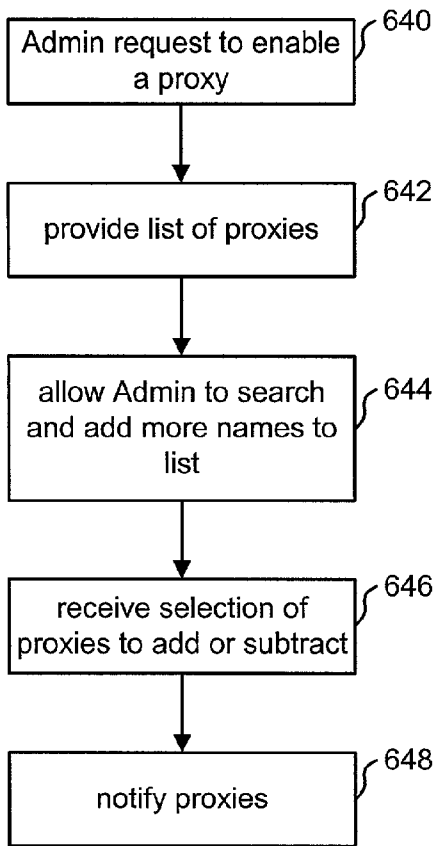 640
Admin request to enable
a proxy
642
provide list of proxies
644
allow Admin to search
and add more names to
list
646
receive selection of
proxies to add or subtract
648
notify proxies